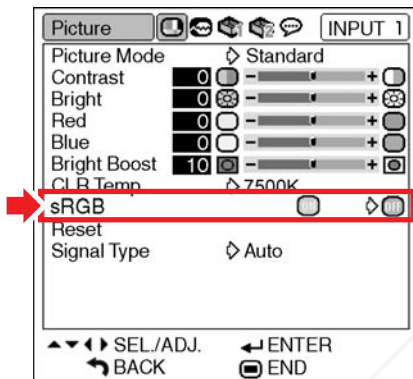 Picture INPUT 1
Picture Mode Standard
Contrast 0 - +
Bright 0 - +
Red 0 - +
Blue 0 - +
Bright Boost 10 - +
CLR Temp 7500K
sRGB
Reset
Signal Type Auto
SEL./ADJ. ENTER
BACK END